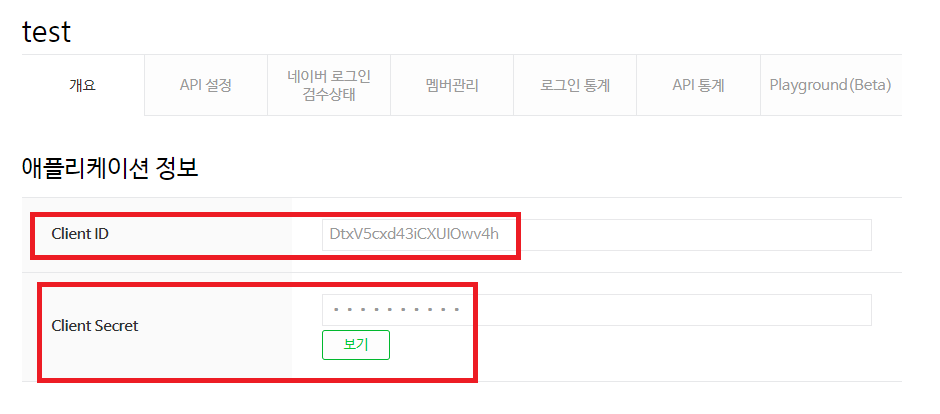 test
개요
API 설정
네이버 로그인
검수상태
멤버관리
로그인 통계
API 통계
Playground (Beta)
애플리케이션 정보
Client ID
DtxV5cxd43iCXUIOwv4h
Client Secret
• • • • • • • • • •
보기